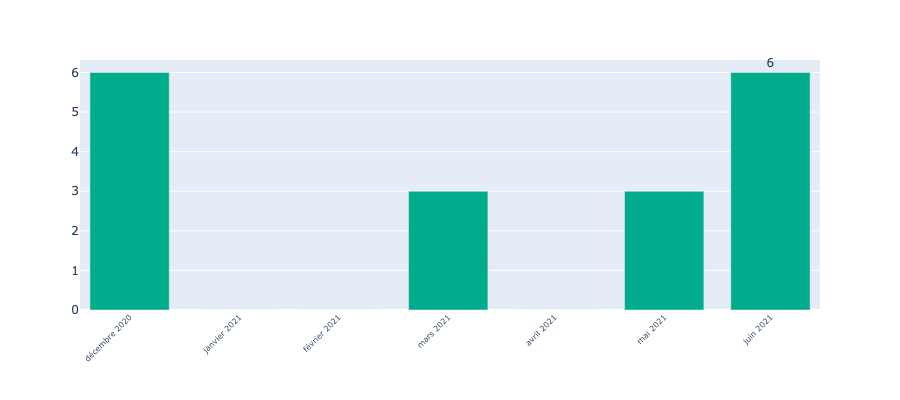 6
6
5
4
3
2
1
0
décembre 2020
janvier 2021
février 2021
mars 2021
avril 2021
mai 2021
juin 2021